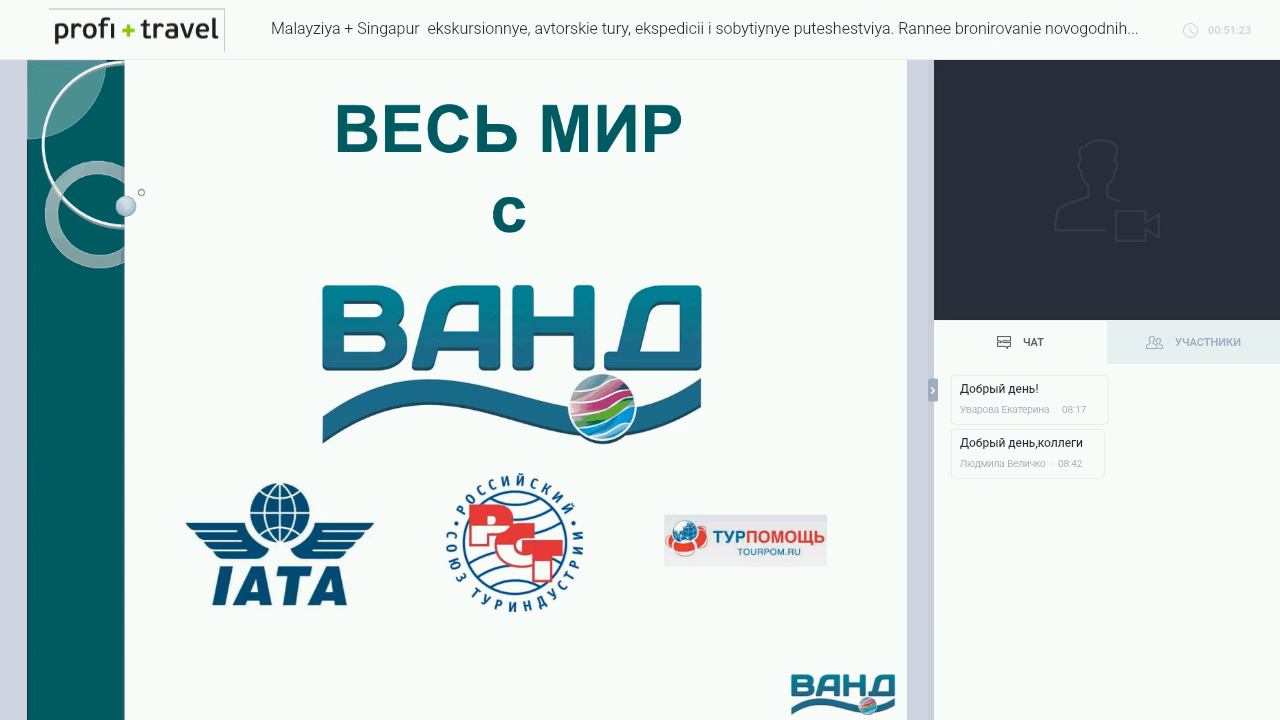 profi + travel
Malayziya + Singapur  ekskursionnye, avtorskie tury, ekspedicii i sobytiynye puteshestviya. Rannee bronirovanie novogodnih...
00:51:23
ВЕСЬ МИР
с
ВАНД
IATA
РОССИЙСКИЙ
РСТ
СОЮЗ ТУРИНДУСТРИИ
ТУРПОМОЩЬ
TOURPOM.RU
ВАНД
ЧАТ
УЧАСТНИКИ
Добрый день!
Уварова Екатерина 08:17
Добрый день,коллеги
Людмила Величко 08:42